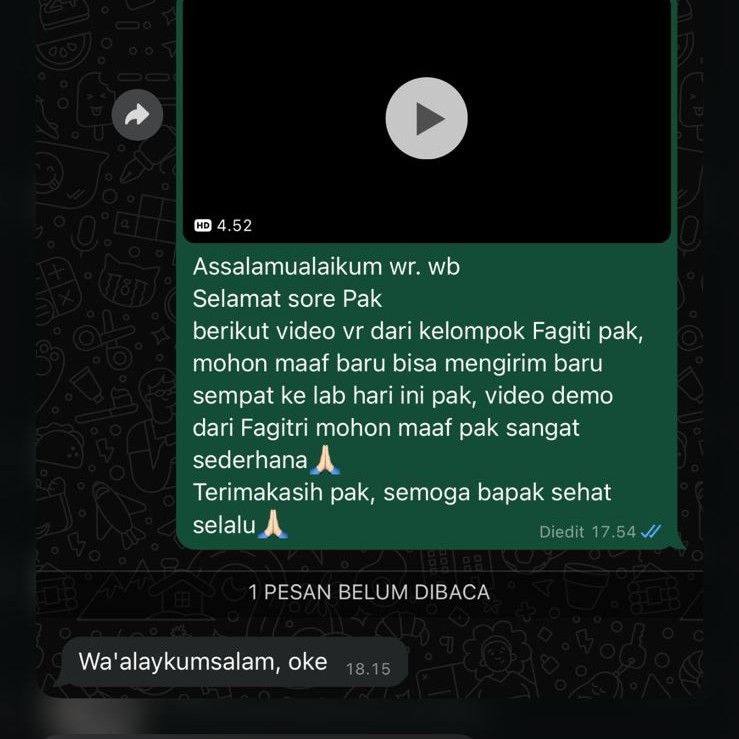 HD 4.52
Assalamualaikum wr. wb
Selamat sore Pak
berikut video vr dari kelompok Fagiti pak,
mohon maaf baru bisa mengirim baru
sempat ke lab hari ini pak, video demo
dari Fagitri mohon maaf pak sangat
sederhana🙏🏻
Terimakasih pak, semoga bapak sehat
selalu🙏🏻
Diedit 17.54
1 PESAN BELUM DIBACA
Wa'alaykumsalam, oke 18.15